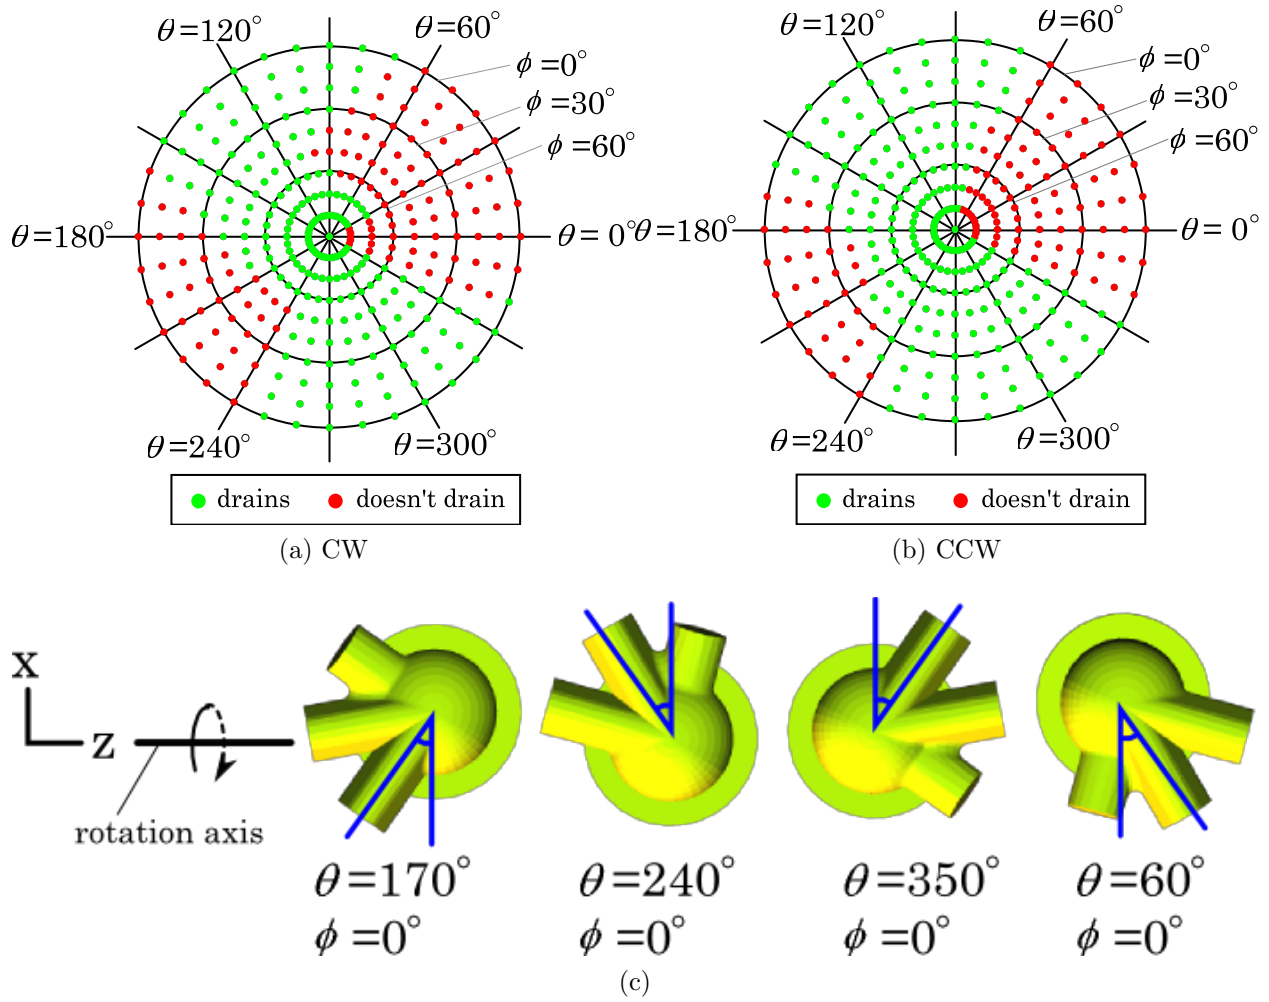 θ=120°
θ=60°
ϕ=0°
ϕ=30°
ϕ=60°
θ=180°
θ=0°
θ=240°
θ=300°
drains
doesn't drain
(a) CW
θ=120°
θ=60°
ϕ=0°
ϕ=30°
ϕ=60°
θ=180°
θ=0°
θ=240°
θ=300°
drains
doesn't drain
(b) CCW
X
Z
rotation axis
θ=170°
ϕ=0°
θ=240°
ϕ=0°
θ=350°
ϕ=0°
θ=60°
ϕ=0°
(c)